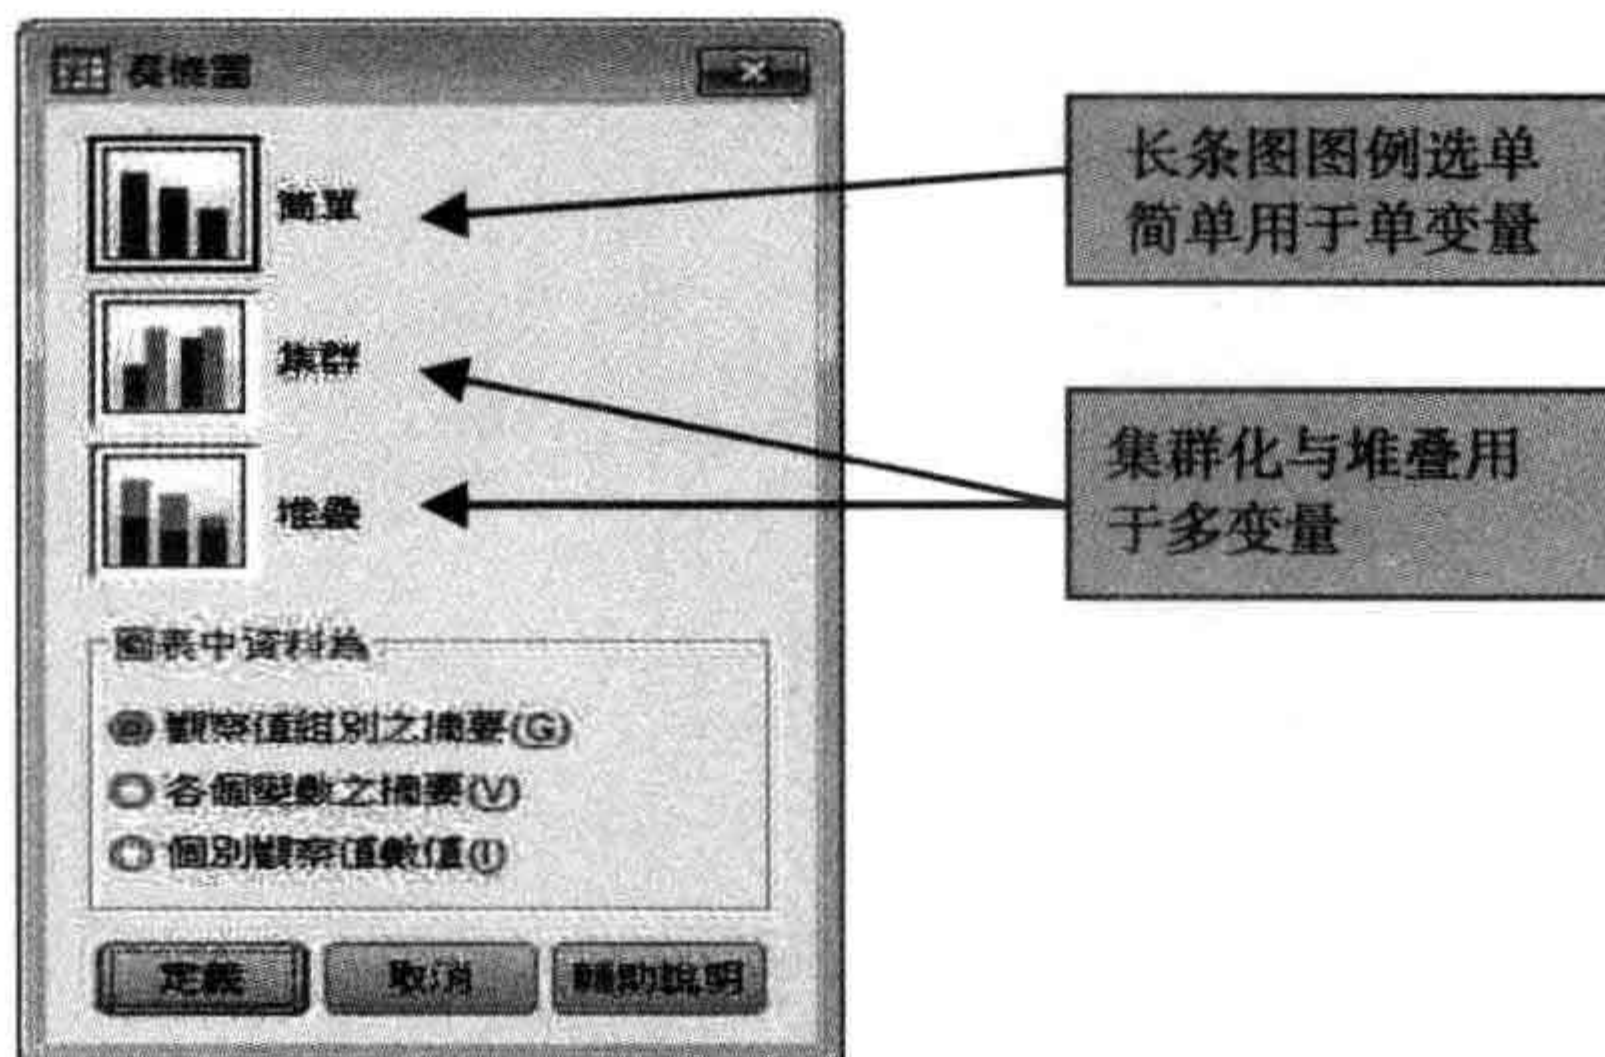 長條圖
簡單
集群
堆疊
圖表中資料為
觀察值組別之摘要(G)
各個變數之摘要(V)
個別觀察值數值(I)
定義
取消
輔助說明
长条图图例选单
简单用于单变量
集群化与堆叠用
于多变量